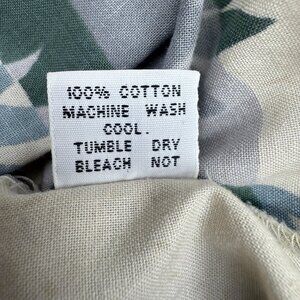 100% COTTON
MACHINE WASH
COOL.
TUMBLE DRY
BLEACH NOT